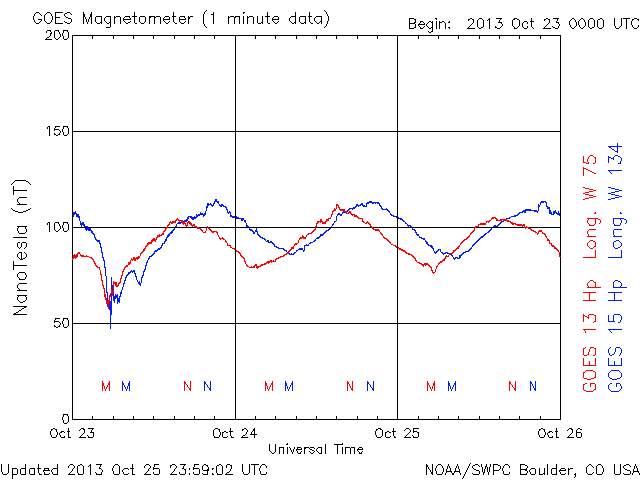 GOES Magnetometer (1 minute data)
Begin: 2013 Oct 23 0000 UTC
200
150
100
50
0
NanoTesla (nT)
M M N N M M N N M M N N
Oct 23 Oct 24 Oct 25 Oct 26
Universal Time
GOES 13 Hp Long. W 75
GOES 15 Hp Long. W 134
Updated 2013 Oct 25 23:59:02 UTC
NOAA/SWPC Boulder, CO USA